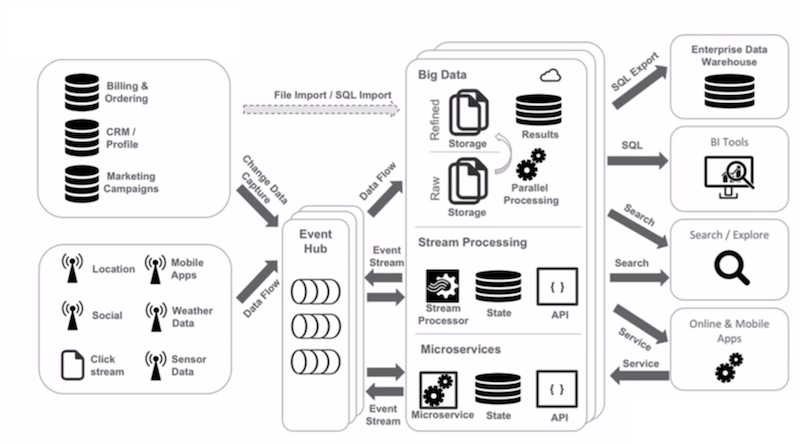 Billing &
Ordering
CRM /
Profile
Marketing
Campaigns
Location
Mobile
Apps
Social
Weather
Data
Click
stream
Sensor
Data
File Import / SQL Import
Change Data
Capture
Data Flow
Event
Hub
Data Flow
Event
Stream
Event
Stream
Big Data
Refined
Storage
Results
Raw
Storage
Parallel
Processing
Stream Processing
Stream
Processor
State
{ }
API
Microservices
Microservice
State
{ }
API
SQL Export
SQL
Search
Search
Service
Service
Enterprise Data
Warehouse
BI Tools
Search / Explore
Online & Mobile
Apps